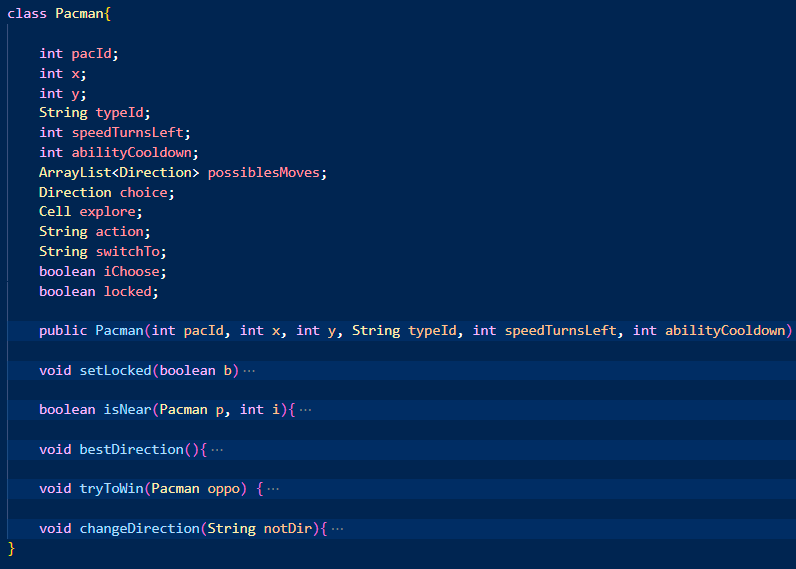 class Pacman{
int pacId;
int x;
int y;
String typeId;
int speedTurnsLeft;
int abilityCooldown;
ArrayList<Direction> possiblesMoves;
Direction choice;
Cell explore;
String action;
String switchTo;
boolean iChoose;
boolean locked;
public Pacman(int pacId, int x, int y, String typeId, int speedTurnsLeft, int abilityCooldown)
void setLocked(boolean b)···
boolean isNear(Pacman p, int i){···
void bestDirection(){···
void tryToWin(Pacman oppo) {···
void changeDirection(String notDir){···
}